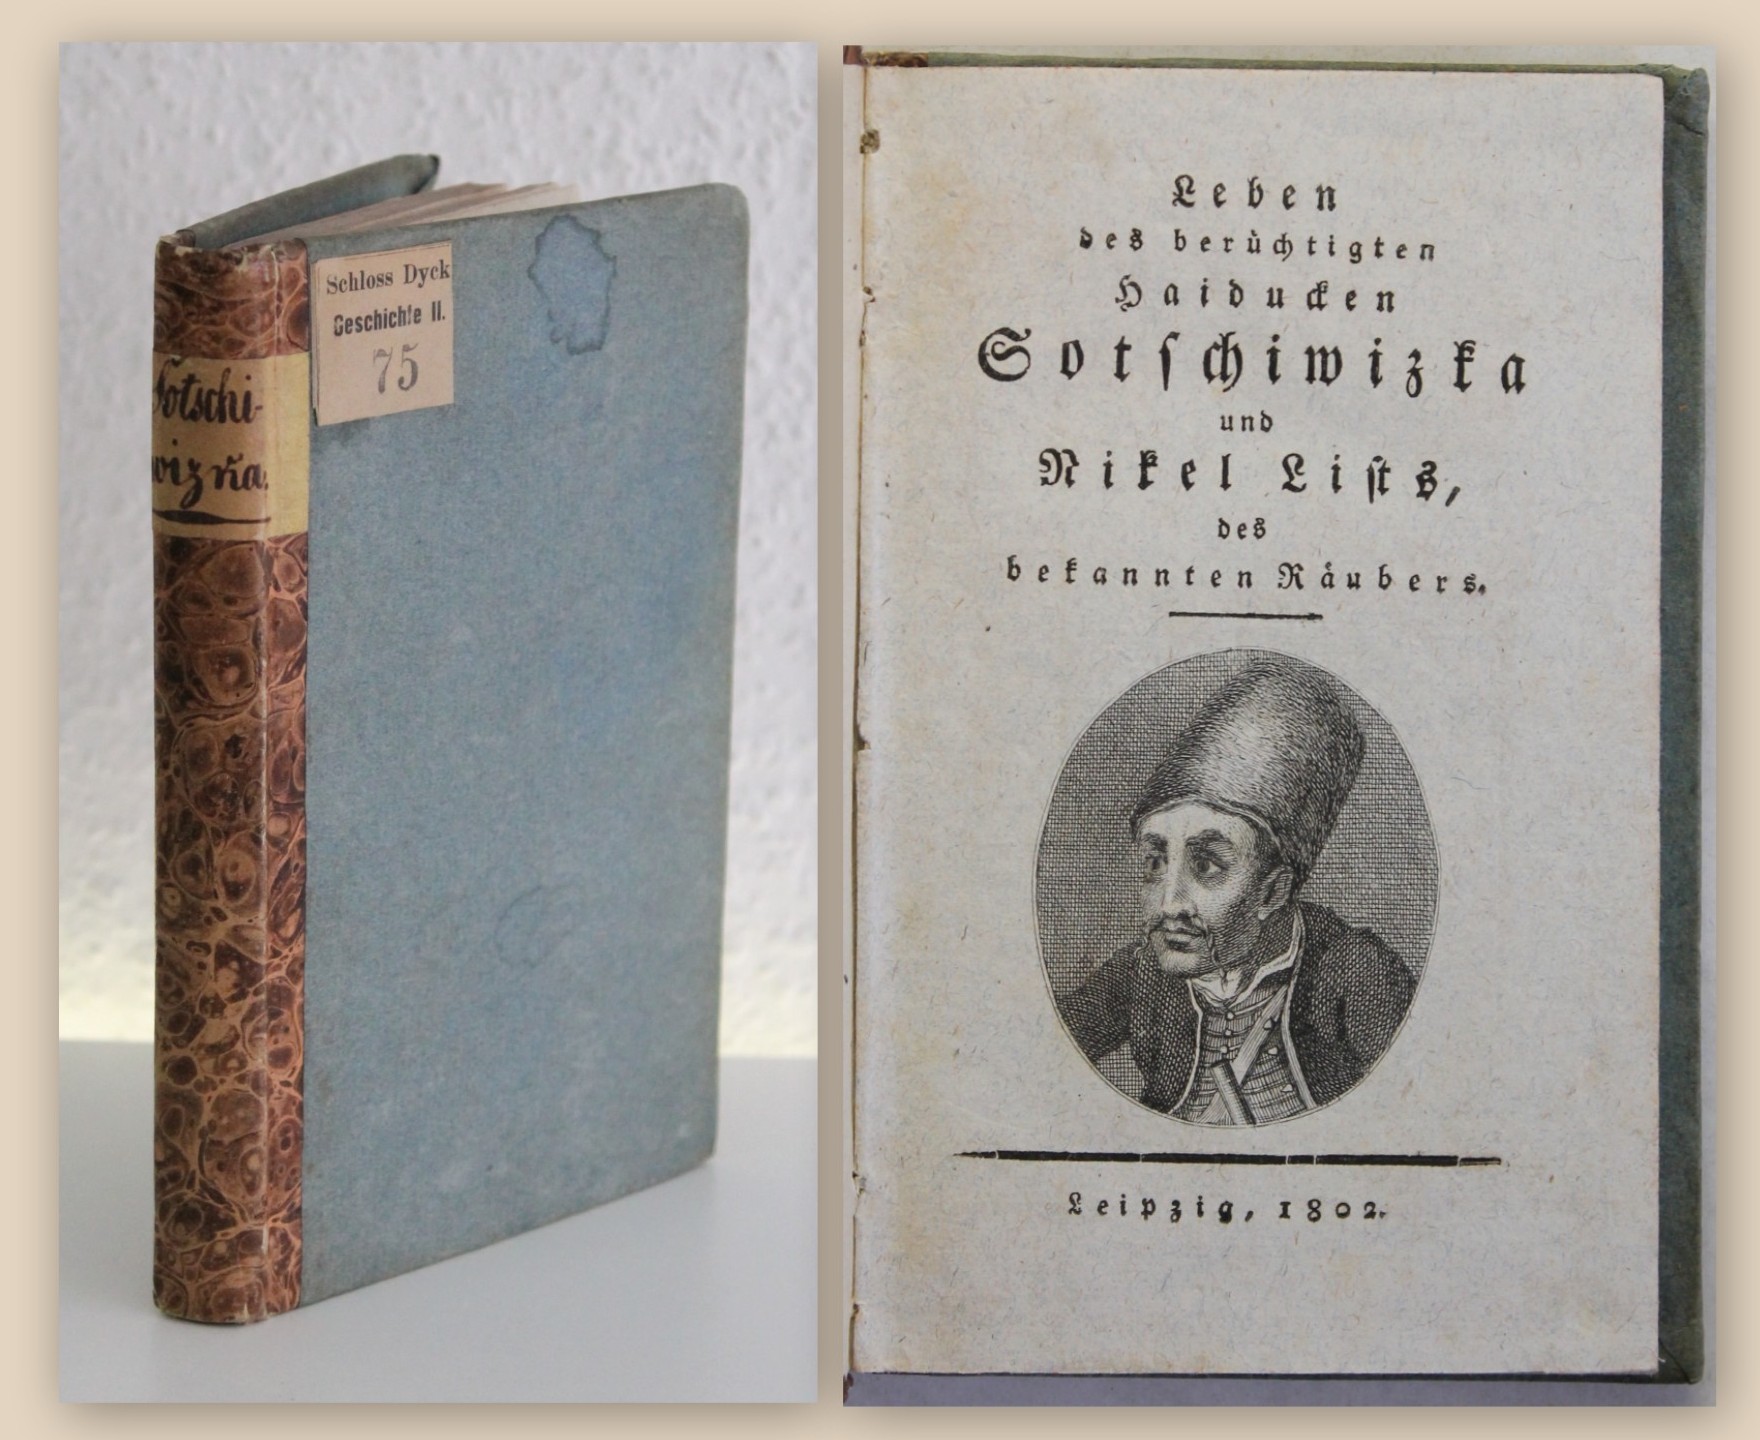 Schloss Dyck
Geschichte II.
75
Sotschi-
wizka.
Leben
des berüchtigten
Haiducken
Sotschiwizka
und
Nikel Lists,
des
bekannten Räubers.
Leipzig, 1802.